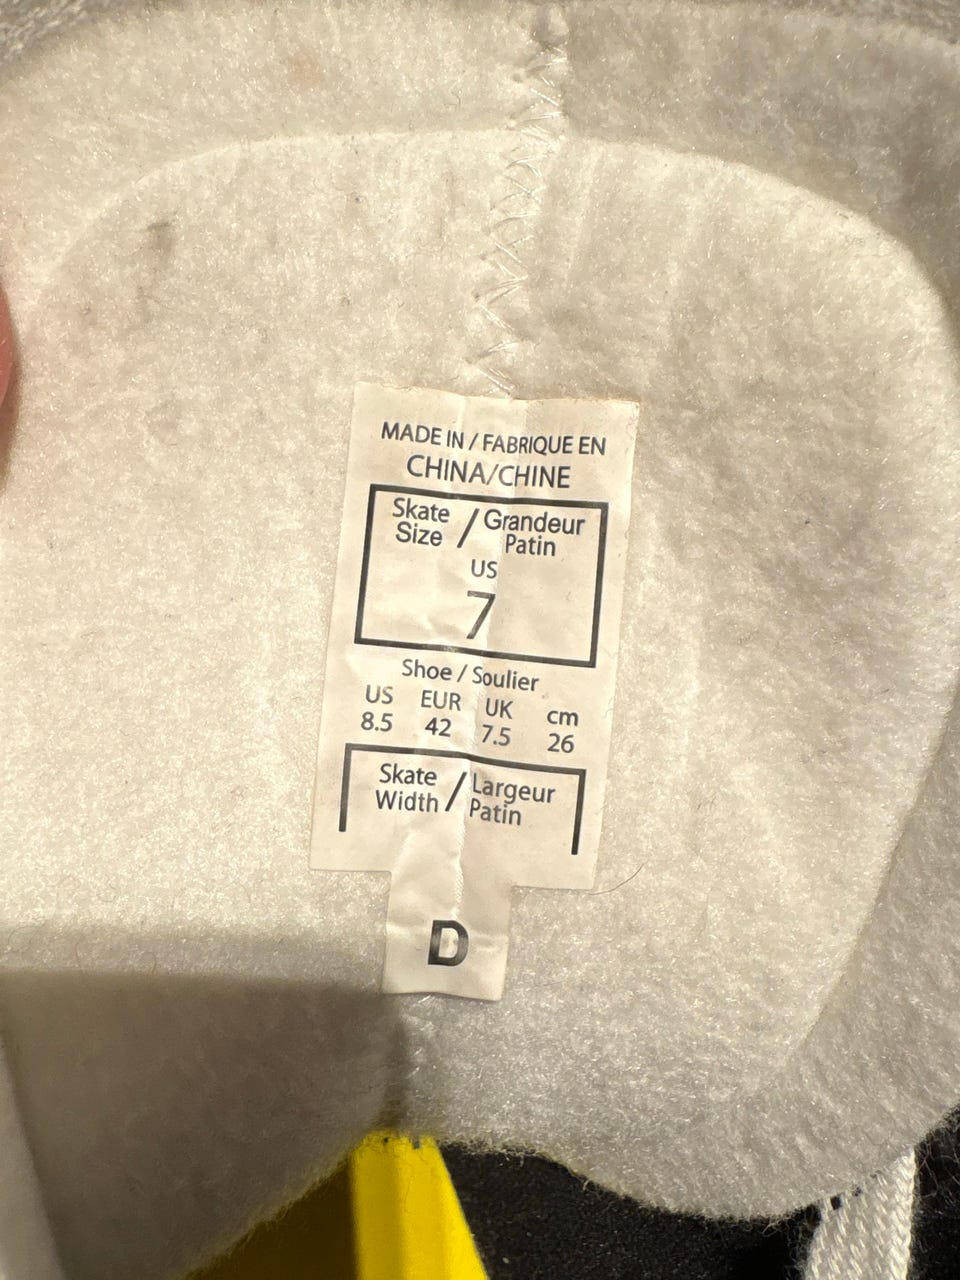 MADE IN / FABRIQUE EN
CHINA/CHINE
Skate Size / Grandeur Patin
US
7
Shoe / Soulier
US EUR UK cm
8.5 42 7.5 26
Skate Width / Largeur Patin
D